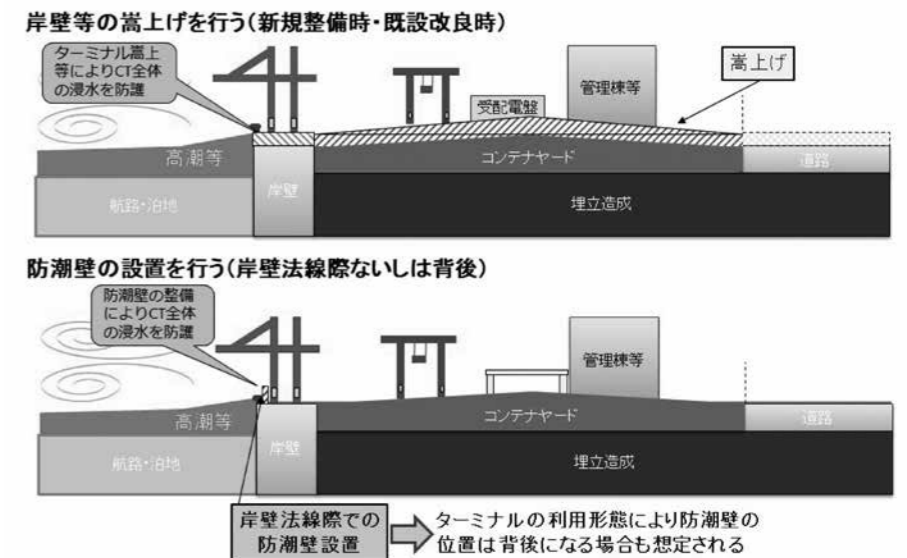 岸壁等の嵩上げを行う(新規整備時・既設改良時)
ターミナル嵩上
等によりCT全体
の浸水を防護
嵩上げ
管理棟等
受配電盤
高潮等
コンテナヤード
道路
航路・泊地
岸壁
埋立造成
防潮壁の設置を行う(岸壁法線際ないしは背後)
防潮壁の整備
によりCT全体
の浸水を防護
管理棟等
高潮等
コンテナヤード
道路
航路・泊地
岸壁
埋立造成
岸壁法線際での
防潮壁設置
ターミナルの利用形態により防潮壁の
位置は背後になる場合も想定される